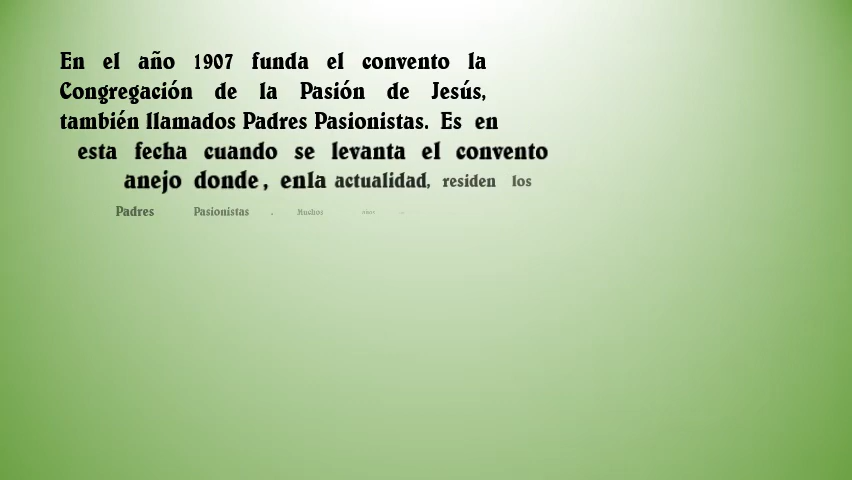 En el año 1907 funda el convento la
Congregación de la Pasión de Jesús,
también llamados Padres Pasionistas. Es en
esta fecha cuando se levanta el convento
anejo donde, enla actualidad, residen los
Padres Pasionistas . Muchos